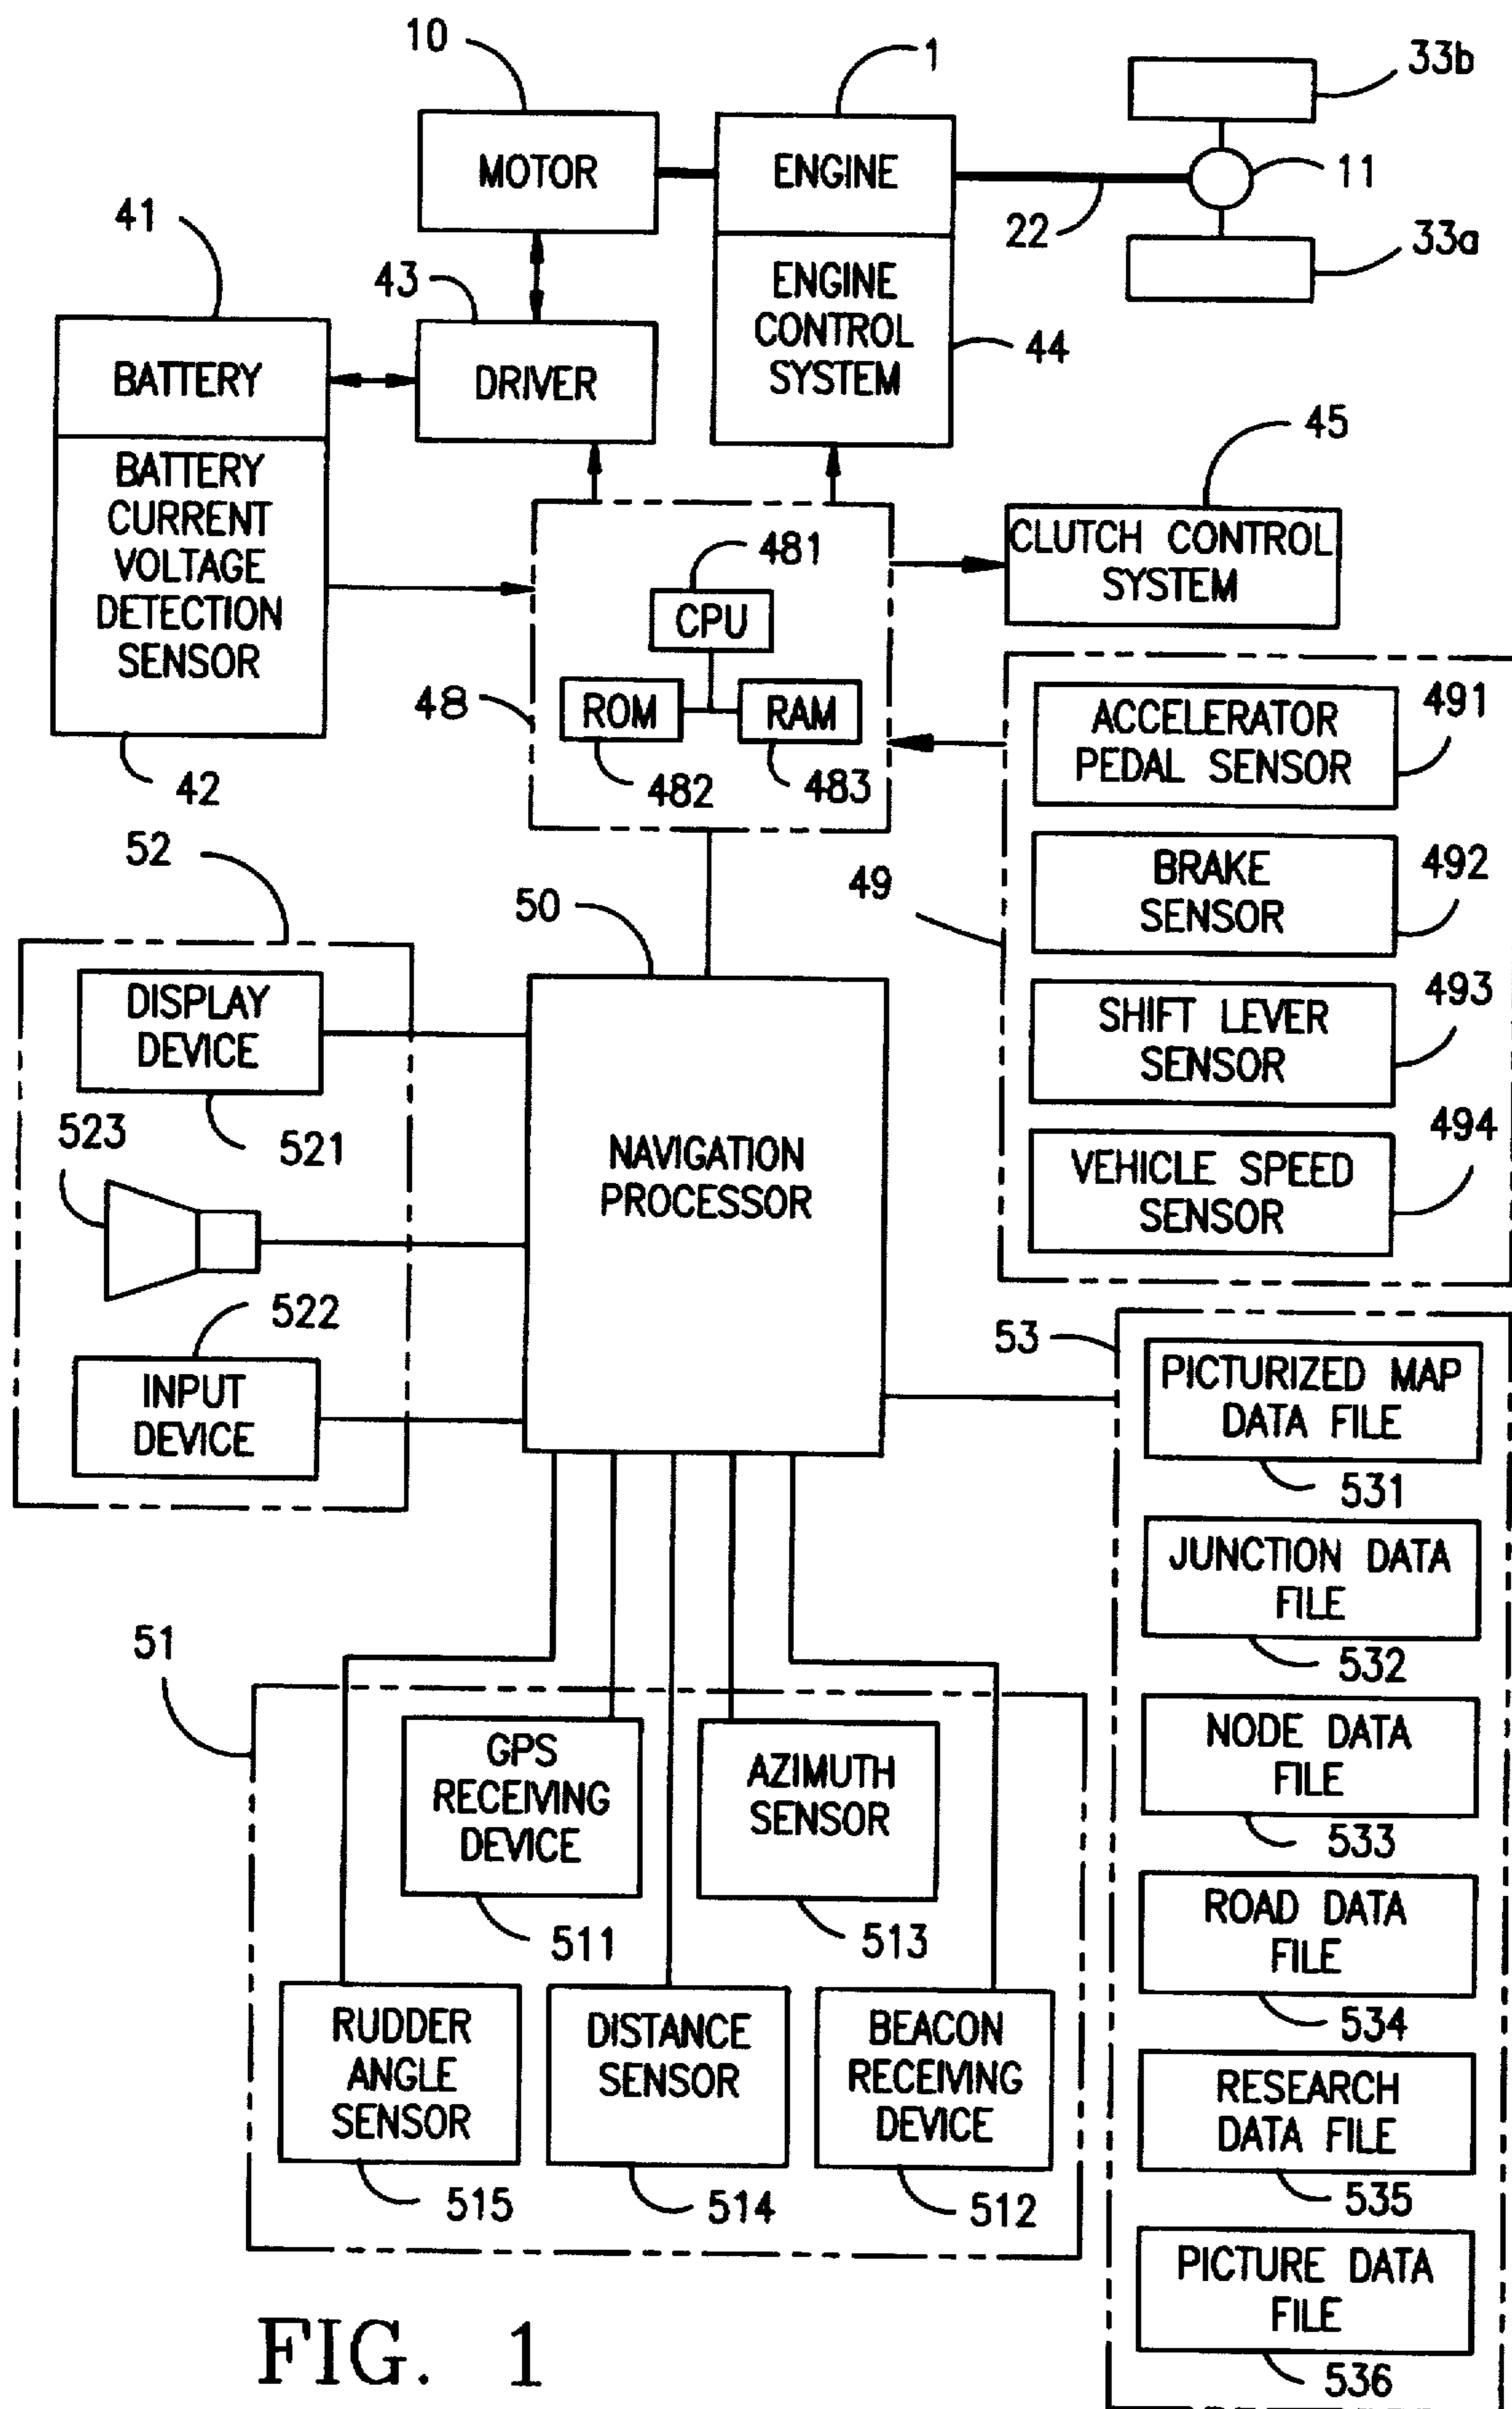 10
1
33b
MOTOR
ENGINE
11
22
33a
41
43
ENGINE
CONTROL
SYSTEM
44
BATTERY
DRIVER
45
BATTERY
CURRENT
VOLTAGE
DETECTION
SENSOR
42
CLUTCH CONTROL
SYSTEM
481
CPU
48
ROM
RAM
482
483
491
ACCELERATOR
PEDAL SENSOR
49
492
BRAKE
SENSOR
493
SHIFT LEVER
SENSOR
494
VEHICLE SPEED
SENSOR
52
50
DISPLAY
DEVICE
521
523
NAVIGATION
PROCESSOR
522
INPUT
DEVICE
53
PICTURIZED MAP
DATA FILE
531
JUNCTION DATA
FILE
532
NODE DATA
FILE
533
ROAD DATA
FILE
534
RESEARCH
DATA FILE
535
PICTURE DATA
FILE
536
51
GPS
RECEIVING
DEVICE
511
AZIMUTH
SENSOR
513
RUDDER
ANGLE
SENSOR
515
DISTANCE
SENSOR
514
BEACON
RECEIVING
DEVICE
512
FIG. 1